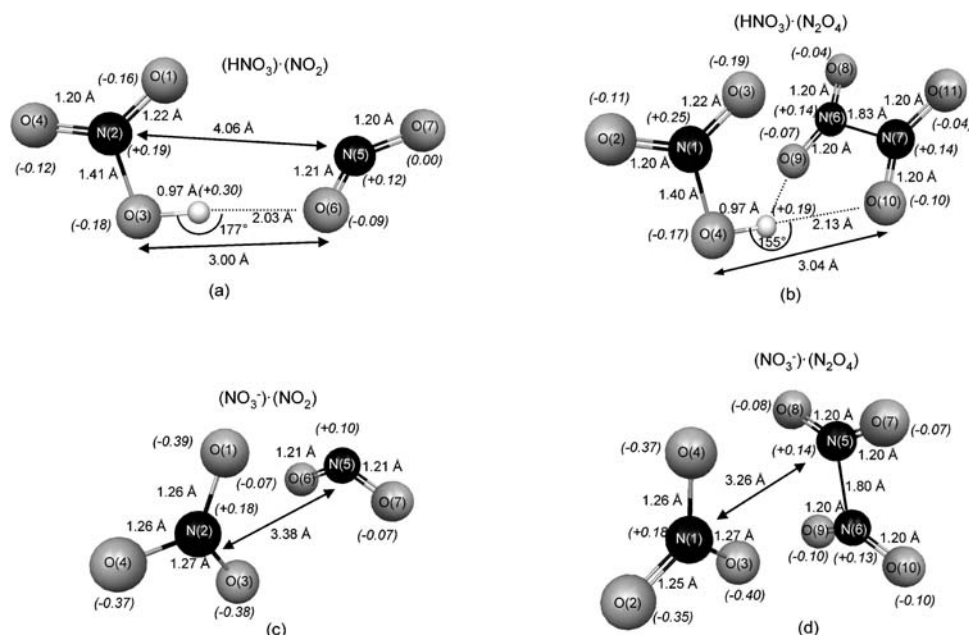 (HNO₃)·(NO₂)
(-0.16)
O(1)
1.20 Å
1.22 Å
O(4)
N(2)
(+0.19)
(-0.12)
4.06 Å
1.20 Å
O(7)
N(5)
(0.00)
1.21 Å
(+0.12)
1.41 Å
0.97 Å
(+0.30)
O(3)
(-0.18)
2.03 Å
O(6)
(-0.09)
177°
3.00 Å
(a)
(HNO₃)·(N₂O₄)
(-0.04)
O(8)
(-0.19)
O(3)
O(11)
1.20 Å
1.20 Å
(-0.11)
1.22 Å
(+0.25)
(+0.14)
N(6)
1.83 Å
(-0.04)
O(2)
N(1)
(-0.07)
N(7)
(+0.14)
1.20 Å
O(9)
1.20 Å
1.20 Å
1.40 Å
0.97 Å
(+0.19)
O(10)
(-0.10)
(-0.17)
O(4)
2.13 Å
155°
3.04 Å
(b)
(NO₃⁻)·(NO₂)
(-0.39)
O(1)
(+0.10)
1.21 Å
N(5)
1.21 Å
O(6)
(-0.07)
O(7)
(-0.07)
1.26 Å
(+0.18)
1.26 Å
N(2)
3.38 Å
O(4)
1.27 Å
O(3)
(-0.37)
(-0.38)
(c)
(NO₃⁻)·(N₂O₄)
(-0.08)
O(8)
1.20 Å
O(7)
(-0.07)
N(5)
(-0.37)
O(4)
(+0.14)
1.20 Å
3.26 Å
1.80 Å
1.26 Å
1.20 Å
(+0.18)
N(1)
1.27 Å
O(9)
N(6)
1.20 Å
O(3)
(-0.10)
(+0.13)
O(10)
1.25 Å
(-0.40)
(-0.10)
O(2)
(-0.35)
(d)